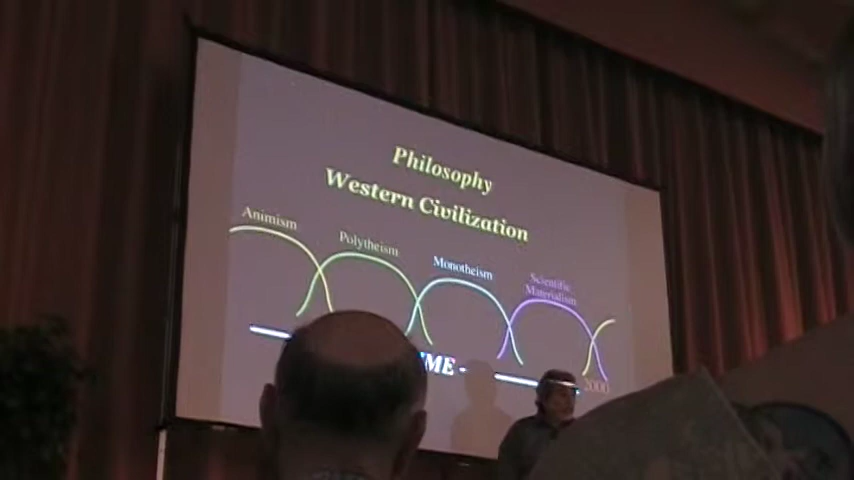 Philosophy
Western Civilization
Animism
Polytheism
Monotheism
Scientific
Materialism
ME -
2000